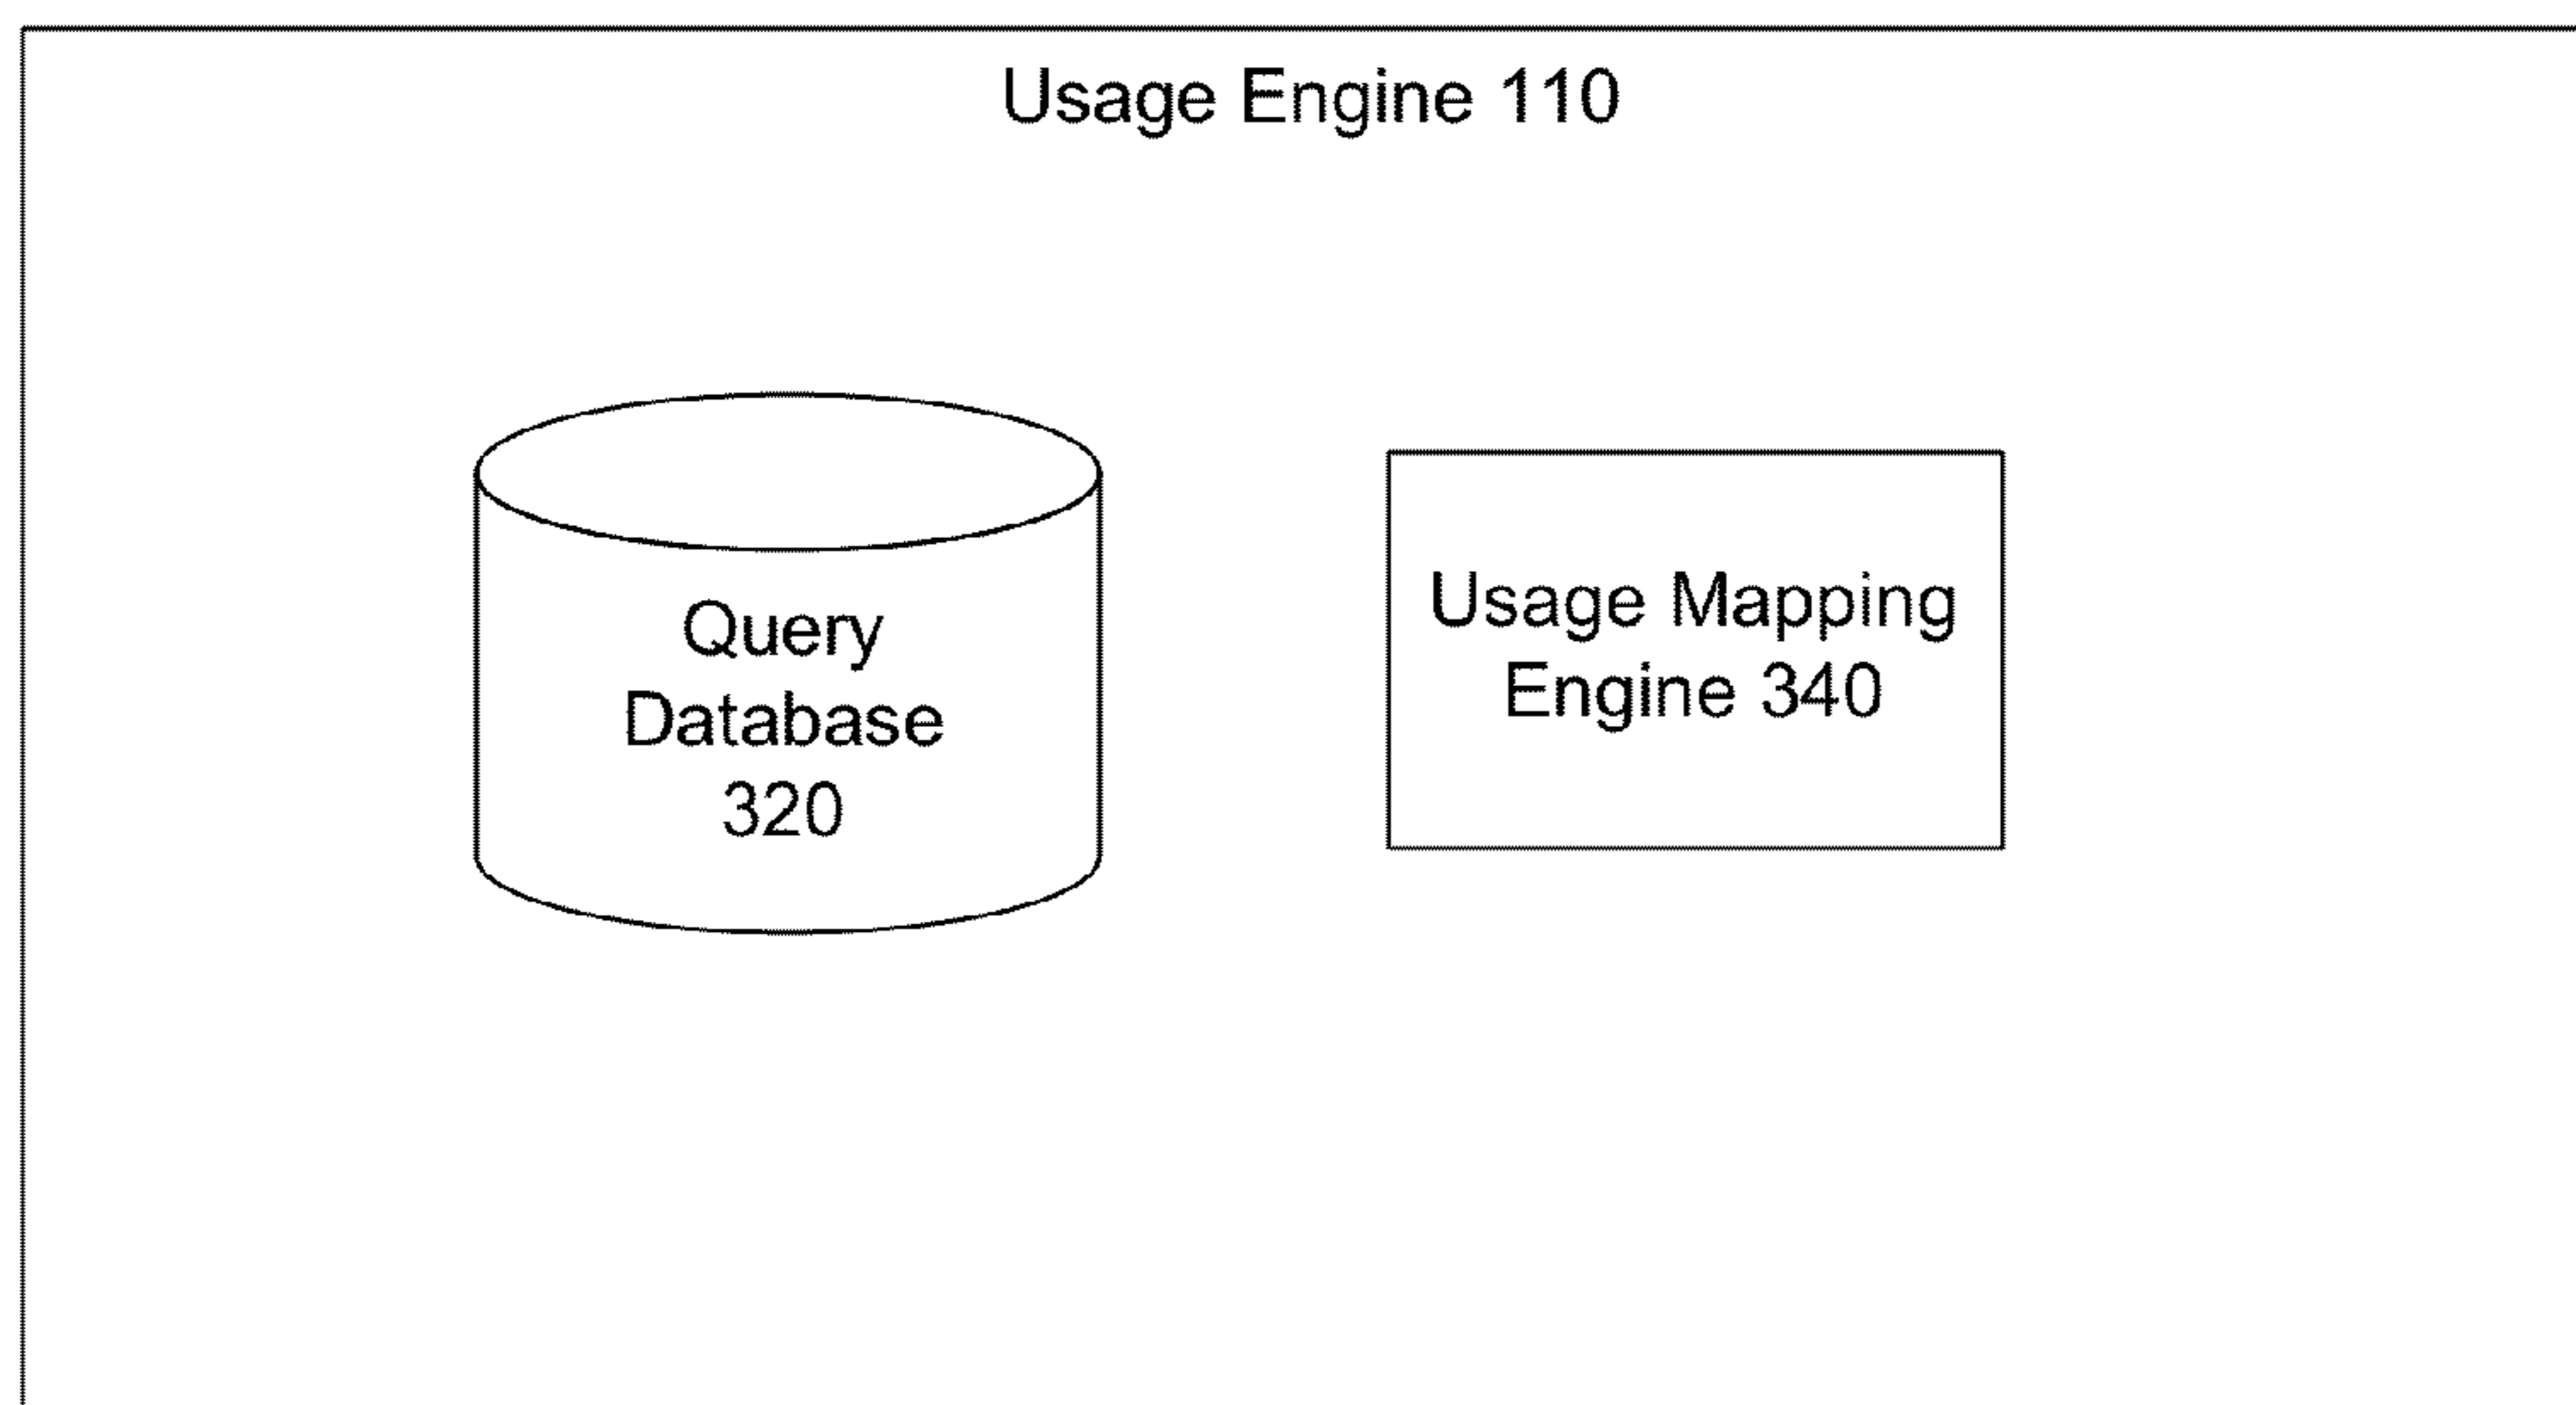 Usage Engine 110
Query
Database
320
Usage Mapping
Engine 340